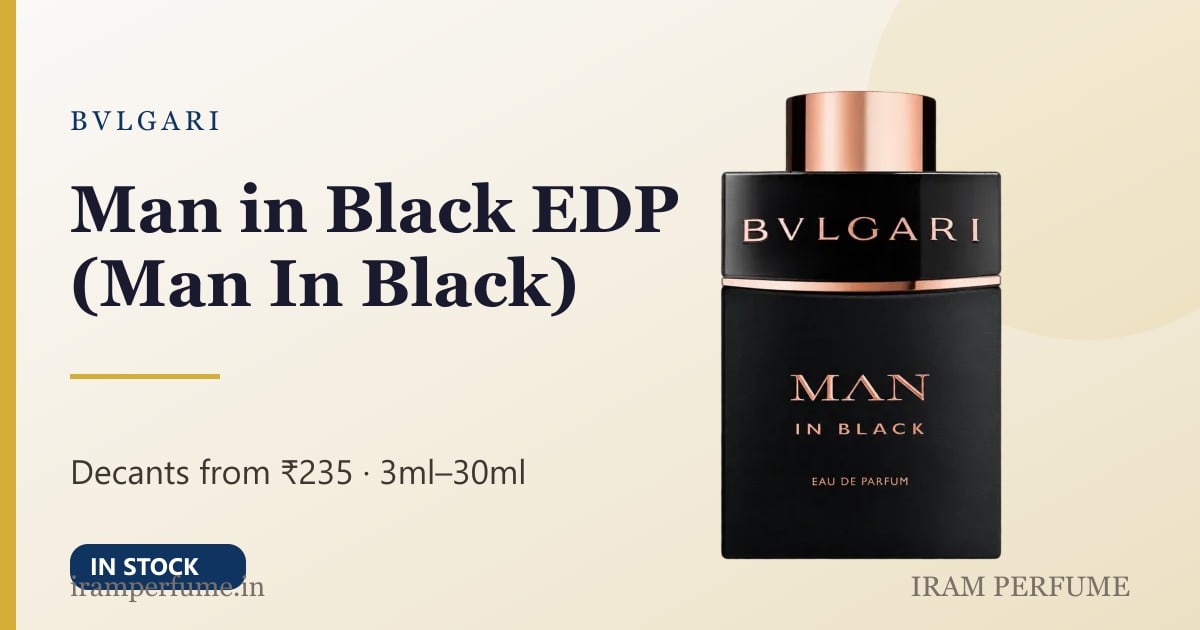 BVLGARI
Man in Black EDP
(Man In Black)
Decants from ₹235 · 3ml–30ml
IN STOCK
iramperfume.in
BVLGARI
MAN
IN BLACK
EAU DE PARFUM
IRAM PERFUME